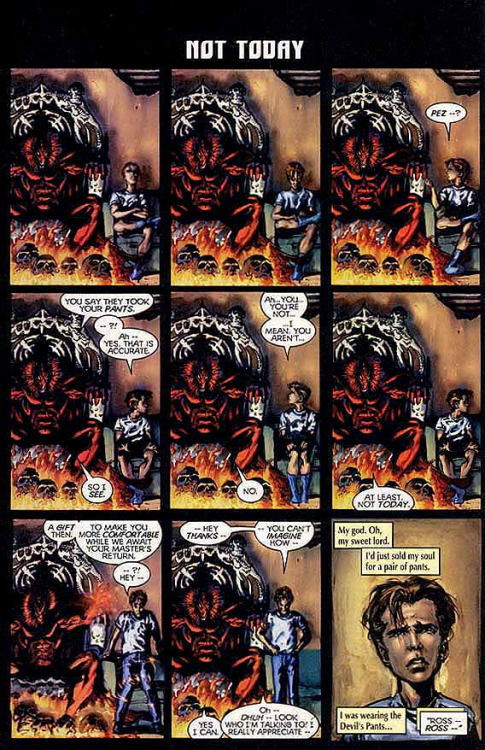 NOT TODAY
PEZ --?
YOU SAY THEY TOOK
YOUR PANTS.
-- ?!
Ah --
YES, THAT IS
ACCURATE.
SO I
SEE.
Ah...YOU...
YOU'RE
NOT...
...I
MEAN. YOU
AREN'T...
NO.
AT LEAST,
NOT TODAY.
A GIFT
THEN.
TO MAKE YOU
MORE COMFORTABLE
WHILE WE AWAIT
YOUR MASTER'S
RETURN.
-- ?!
HEY --
-- HEY
THANKS --
-- YOU CAN'T
IMAGINE
HOW --
YES
I CAN.
Oh --
DHUH -- LOOK
WHO I'M TALKING TO! I
REALLY APPRECIATE --
My god. Oh,
my sweet lord.
I'd just sold my soul
for a pair of pants.
I was wearing the
Devil's Pants...
"ROSS --
ROSS --"